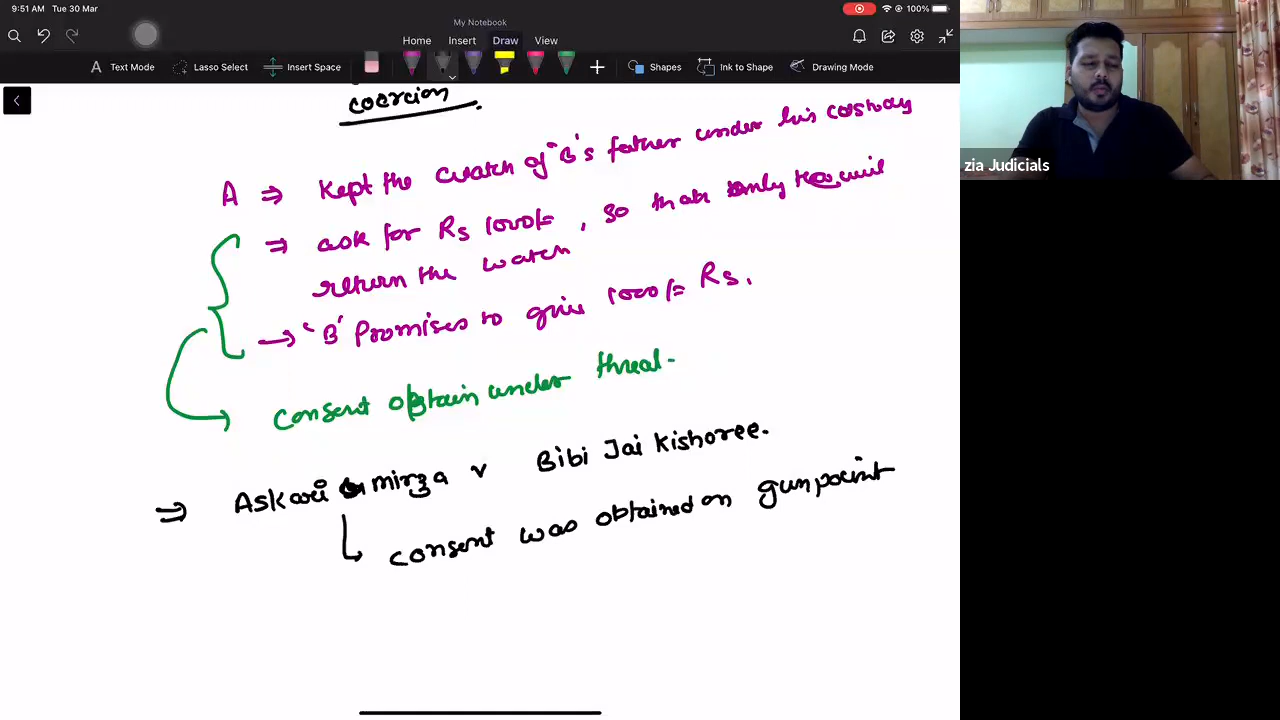 9:51 AM Tue 30 Mar
100%
My Notebook
Home Insert Draw View
Text Mode Lasso Select Insert Space Shapes Ink to Shape Drawing Mode
coercion
A ⇒ Kept the watch of "B's father under his custody
⇒ ask for Rs 1000/=, so that only he will
return the watch
→ 'B' Promises to give 1000/= Rs.
Consent obtain under threat-
⇒ Askari mirza v Bibi Jai Kishoree.
consent was obtained on gunpoint
zia Judicials